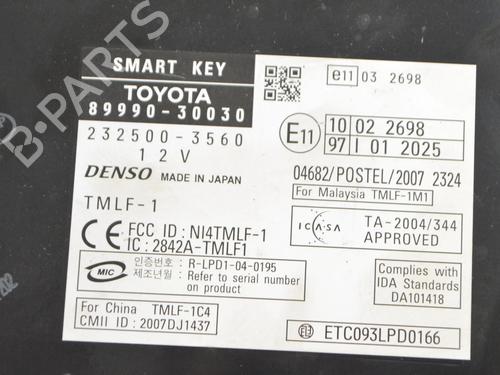 SMART KEY
TOYOTA
89990-30030
232500-3560
12V
DENSO MADE IN JAPAN
TMLF-1
CE FCC ID : NI4TMLF-1
IC : 2842A-TMLF1
MIC 인증번호 : R-LPD1-04-0195
제조년월 : Refer to serial number
on product
For China TMLF-1C4
CMII ID : 2007DJ1437
e11 03 2698
E11 10 02 2698
97 I 01 2025
04682/POSTEL/2007 2324
For Malaysia TMLF-1M1
ICASA TA-2004/344
APPROVED
Complies with
IDA Standards
DA101418
ETC093LPD0166
B-PARTS